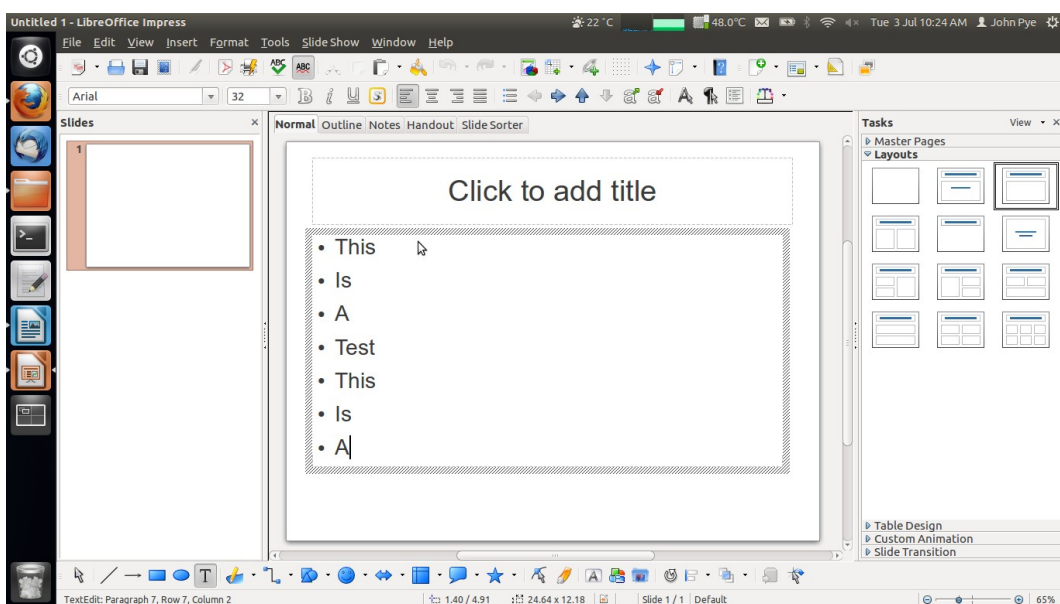 Untitled 1 - LibreOffice Impress
22 °C
48.0°C
Tue 3 Jul 10:24 AM
John Pye
File Edit View Insert Format Tools Slide Show Window Help
Arial
32
Slides
Normal Outline Notes Handout Slide Sorter
Tasks
View
Master Pages
Layouts
1
Click to add title
• This
• Is
• A
• Test
• This
• Is
• A
Table Design
Custom Animation
Slide Transition
TextEdit: Paragraph 7, Row 7, Column 2
1.40 / 4.91
24.64 x 12.18
Slide 1 / 1
Default
65%